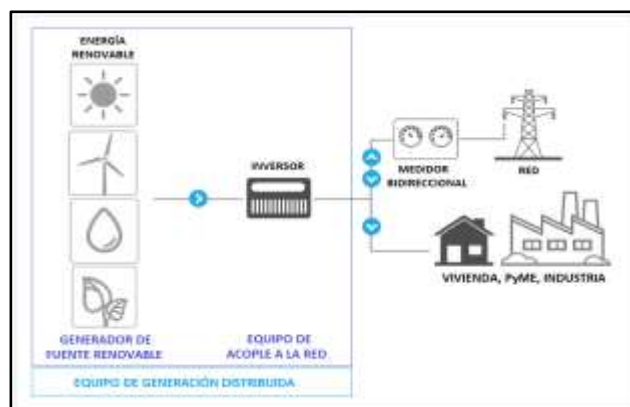 ENERGÍA
RENOVABLE
INVERSOR
MEDIDOR
BIDIRECCIONAL
RED
VIVIENDA, PyME, INDUSTRIA
GENERADOR DE
FUENTE RENOVABLE
EQUIPO DE
ACOPLE A LA RED
EQUIPO DE GENERACIÓN DISTRIBUIDA